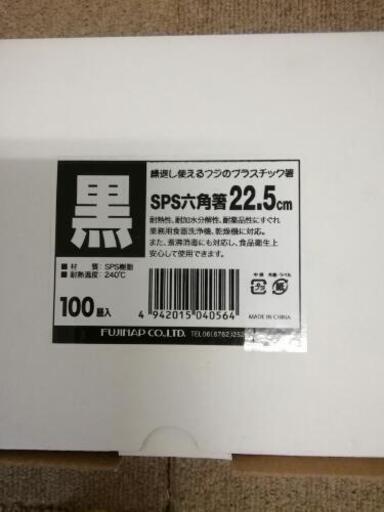 黒
繰返し使えるフジのプラスチック箸
SPS六角箸22.5cm
耐熱性、耐加水分解性、耐薬品性にすぐれ
業務用食器洗浄機、乾燥機に対応。
また、煮沸消毒にも対応し、食品衛生上
安心して使用できます。
■材 質:SPS樹脂
■耐熱温度:240℃
100膳入
4 942015 040564
プラ
MADE IN CHINA
FUJINAP CO.,LTD.
TEL06(6762)252